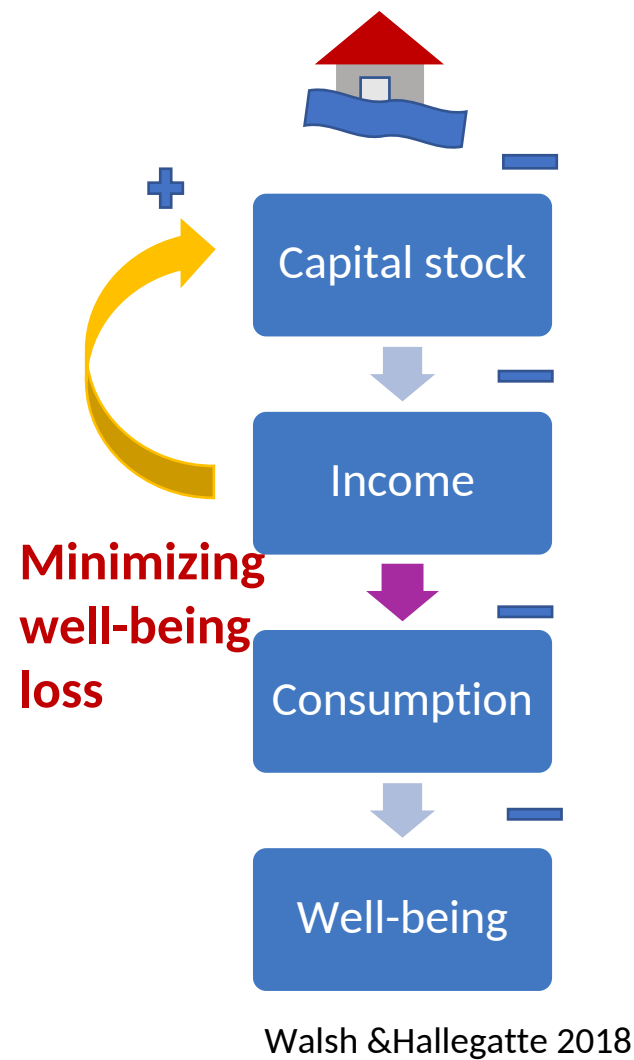 Capital stock
Income
Minimizing
well-being
loss
Consumption
Well-being
Walsh &Hallegatte 2018